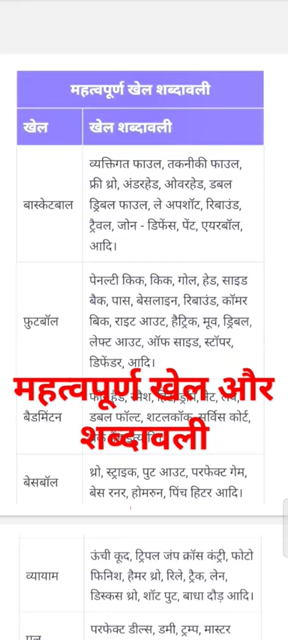 महत्वपूर्ण खेल शब्दावली
खेल
खेल शब्दावली
बास्केटबाल
व्यक्तिगत फाउल, तकनीकी फाउल,
फ्री थ्रो, अंडरहेड, ओवरहेड, डबल
ड्रिबल फाउल, ले अपशॉट, रिबाउंड,
ट्रैवल, जोन - डिफेंस, पेंट, एयरबॉल,
आदि।
फ़ुटबॉल
पेनल्टी किक, किक, गोल, हेड, साइड
बैक, पास, बेसलाइन, रिबाउंड, कॉमर
बिक, राइट आउट, हैट्रिक, मूव, ड्रिबल,
लेफ्ट आउट, ऑफ साइड, स्टॉपर,
डिफेंडर, आदि।
महत्वपूर्ण खेल और
शब्दावली
बैडमिंटन
डबल फॉल्ट, शटलकॉक, सर्विस कोर्ट,
बेसबॉल
थ्रो, स्ट्राइक, पुट आउट, परफेक्ट गेम,
बेस रनर, होमरुन, पिंच हिटर आदि।
व्यायाम
ऊंची कूद, ट्रिपल जंप क्रॉस कंट्री, फोटो
फिनिश, हैमर थ्रो, रिले, ट्रैक, लेन,
डिस्कस थ्रो, शॉट पुट, बाधा दौड़ आदि।
परफेक्ट डील्स, डमी, ट्रम्प, मास्टर